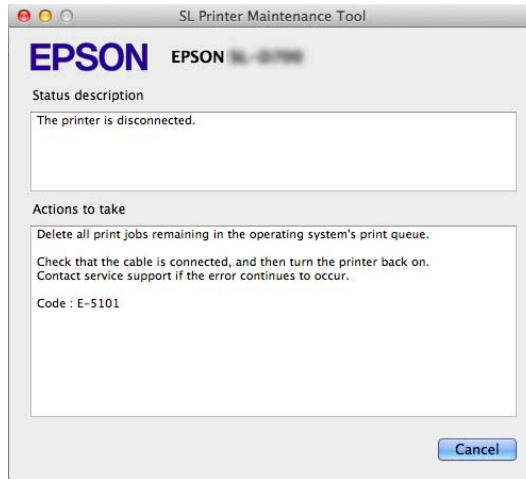 SL Printer Maintenance Tool
EPSON EPSON
Status description
The printer is disconnected.
Actions to take
Delete all print jobs remaining in the operating system's print queue.
Check that the cable is connected, and then turn the printer back on.
Contact service support if the error continues to occur.
Code : E-5101
Cancel